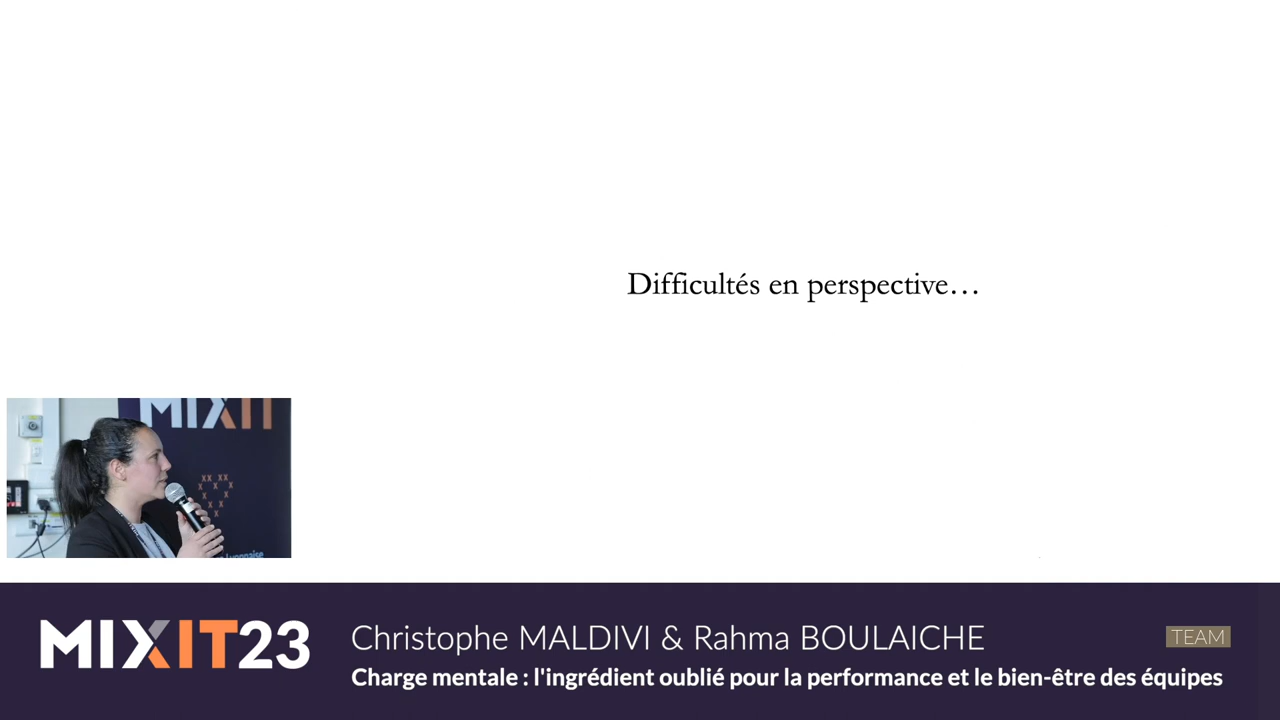 Difficultés en perspective…
MIXIT
Lyonnaise
MIXIT23
Christophe MALDIVI & Rahma BOULAICHE
TEAM
Charge mentale : l'ingrédient oublié pour la performance et le bien-être des équipes